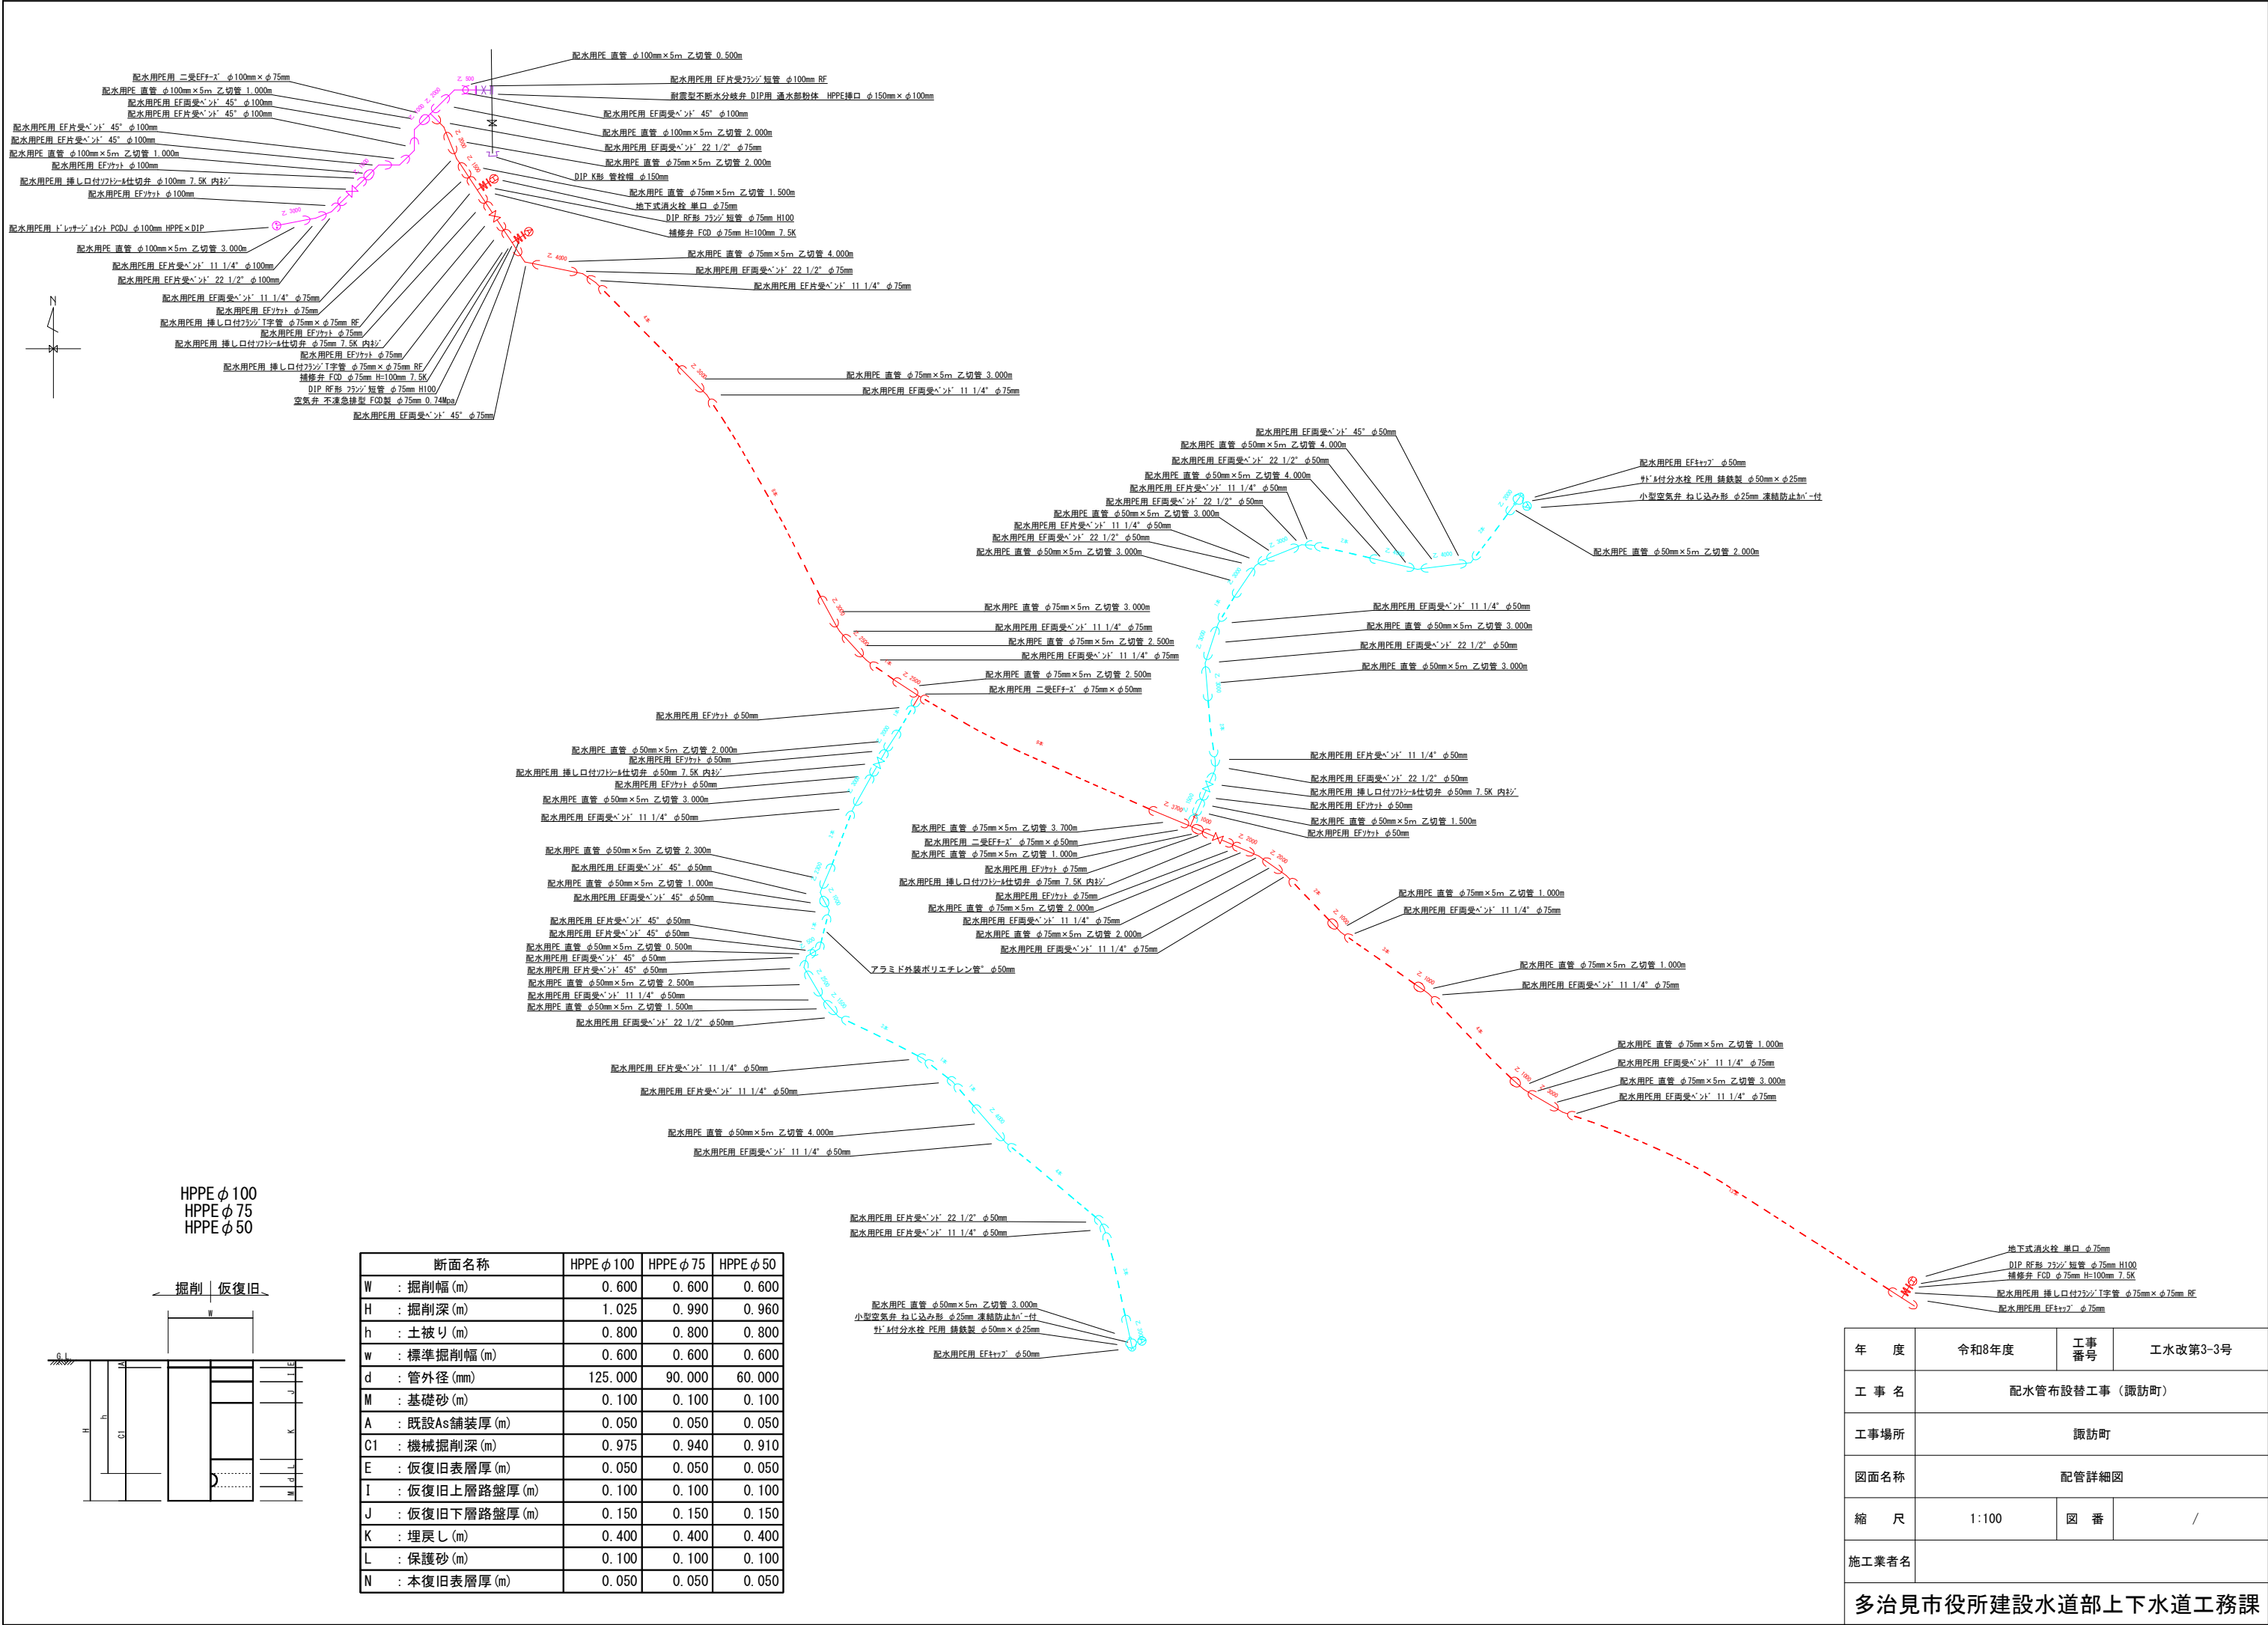 配水用PE 直管 φ100mm×5m 乙切管 0.500m
配水用PE用 EF片受フランジ短管 φ100mm RF
耐震型不断水分岐弁 DIP用 通水部粉体 HPPE挿口 φ150mm×φ100mm
配水用PE用 EF両受ベンド 45° φ100mm
配水用PE 直管 φ100mm×5m 乙切管 2.000m
配水用PE用 EF両受ベンド 22 1/2° φ75mm
配水用PE 直管 φ75mm×5m 乙切管 2.000m
DIP K形 管栓帽 φ150mm
配水用PE 直管 φ75mm×5m 乙切管 1.500m
地下式消火栓 単口 φ75mm
DIP RF形 フランジ短管 φ75mm H100
補修弁 FCD φ75mm H=100mm 7.5K
配水用PE 直管 φ75mm×5m 乙切管 4.000m
配水用PE用 EF両受ベンド 22 1/2° φ75mm
配水用PE用 EF片受ベンド 11 1/4° φ75mm
配水用PE用 二受EFチーズ φ100mm×φ75mm
配水用PE 直管 φ100mm×5m 乙切管 1.000m
配水用PE用 EF両受ベンド 45° φ100mm
配水用PE用 EF片受ベンド 45° φ100mm
配水用PE用 EF片受ベンド 45° φ100mm
配水用PE用 EF片受ベンド 45° φ100mm
配水用PE 直管 φ100mm×5m 乙切管 1.000m
配水用PE用 EFソケット φ100mm
配水用PE用 挿し口付ソフトシール仕切弁 φ100mm 7.5K 内ネジ
配水用PE用 EFソケット φ100mm
配水用PE用 ドレッサージョイント PCDJ φ100mm HPPE×DIP
配水用PE 直管 φ100mm×5m 乙切管 3.000m
配水用PE用 EF片受ベンド 11 1/4° φ100mm
配水用PE用 EF片受ベンド 22 1/2° φ100mm
配水用PE用 EF両受ベンド 11 1/4° φ75mm
配水用PE用 EFソケット φ75mm
配水用PE用 挿し口付フランジT字管 φ75mm×φ75mm RF
配水用PE用 EFソケット φ75mm
配水用PE用 挿し口付ソフトシール仕切弁 φ75mm 7.5K 内ネジ
配水用PE用 EFソケット φ75mm
配水用PE用 挿し口付フランジT字管 φ75mm×φ75mm RF
補修弁 FCD φ75mm H=100mm 7.5K
DIP RF形 フランジ短管 φ75mm H100
空気弁 不凍急排型 FCD製 φ75mm 0.74Mpa
配水用PE用 EF両受ベンド 45° φ75mm
N
配水用PE 直管 φ75mm×5m 乙切管 3.000m
配水用PE用 EF両受ベンド 11 1/4° φ75mm
配水用PE用 EF両受ベンド 45° φ50mm
配水用PE 直管 φ50mm×5m 乙切管 4.000m
配水用PE用 EF両受ベンド 22 1/2° φ50mm
配水用PE 直管 φ50mm×5m 乙切管 4.000m
配水用PE用 EF片受ベンド 11 1/4° φ50mm
配水用PE用 EF両受ベンド 22 1/2° φ50mm
配水用PE 直管 φ50mm×5m 乙切管 3.000m
配水用PE用 EF片受ベンド 11 1/4° φ50mm
配水用PE用 EF両受ベンド 22 1/2° φ50mm
配水用PE 直管 φ50mm×5m 乙切管 3.000m
配水用PE用 EFキャップ φ50mm
サドル付分水栓 PE用 鋳鉄製 φ50mm×φ25mm
小型空気弁 ねじ込み形 φ25mm 凍結防止カバー付
配水用PE 直管 φ50mm×5m 乙切管 2.000m
配水用PE用 EF両受ベンド 11 1/4° φ50mm
配水用PE 直管 φ50mm×5m 乙切管 3.000m
配水用PE用 EF両受ベンド 22 1/2° φ50mm
配水用PE 直管 φ50mm×5m 乙切管 3.000m
配水用PE 直管 φ75mm×5m 乙切管 3.000m
配水用PE用 EF両受ベンド 11 1/4° φ75mm
配水用PE 直管 φ75mm×5m 乙切管 2.500m
配水用PE用 EF両受ベンド 11 1/4° φ75mm
配水用PE 直管 φ75mm×5m 乙切管 2.500m
配水用PE用 二受EFチーズ φ75mm×φ50mm
配水用PE用 EFソケット φ50mm
配水用PE 直管 φ50mm×5m 乙切管 2.000m
配水用PE用 EFソケット φ50mm
配水用PE用 挿し口付ソフトシール仕切弁 φ50mm 7.5K 内ネジ
配水用PE用 EFソケット φ50mm
配水用PE 直管 φ50mm×5m 乙切管 3.000m
配水用PE用 EF両受ベンド 11 1/4° φ50mm
配水用PE用 EF片受ベンド 11 1/4° φ50mm
配水用PE用 EF両受ベンド 22 1/2° φ50mm
配水用PE用 挿し口付ソフトシール仕切弁 φ50mm 7.5K 内ネジ
配水用PE用 EFソケット φ50mm
配水用PE 直管 φ50mm×5m 乙切管 1.500m
配水用PE用 EFソケット φ50mm
配水用PE 直管 φ75mm×5m 乙切管 3.700m
配水用PE用 二受EFチーズ φ75mm×φ50mm
配水用PE 直管 φ75mm×5m 乙切管 1.000m
配水用PE用 EFソケット φ75mm
配水用PE用 挿し口付ソフトシール仕切弁 φ75mm 7.5K 内ネジ
配水用PE用 EFソケット φ75mm
配水用PE 直管 φ75mm×5m 乙切管 2.000m
配水用PE用 EF両受ベンド 11 1/4° φ75mm
配水用PE 直管 φ75mm×5m 乙切管 2.000m
配水用PE用 EF両受ベンド 11 1/4° φ75mm
配水用PE 直管 φ50mm×5m 乙切管 2.300m
配水用PE用 EF両受ベンド 45° φ50mm
配水用PE 直管 φ50mm×5m 乙切管 1.000m
配水用PE用 EF両受ベンド 45° φ50mm
配水用PE用 EF片受ベンド 45° φ50mm
配水用PE用 EF片受ベンド 45° φ50mm
配水用PE 直管 φ50mm×5m 乙切管 0.500m
配水用PE用 EF両受ベンド 45° φ50mm
配水用PE用 EF片受ベンド 45° φ50mm
配水用PE 直管 φ50mm×5m 乙切管 2.500m
配水用PE用 EF両受ベンド 11 1/4° φ50mm
配水用PE 直管 φ50mm×5m 乙切管 1.500m
配水用PE用 EF両受ベンド 22 1/2° φ50mm
アラミド外装ポリエチレン管" φ50mm
配水用PE 直管 φ75mm×5m 乙切管 1.000m
配水用PE用 EF両受ベンド 11 1/4° φ75mm
配水用PE 直管 φ75mm×5m 乙切管 1.000m
配水用PE用 EF両受ベンド 11 1/4° φ75mm
配水用PE 直管 φ75mm×5m 乙切管 1.000m
配水用PE用 EF両受ベンド 11 1/4° φ75mm
配水用PE 直管 φ75mm×5m 乙切管 3.000m
配水用PE用 EF両受ベンド 11 1/4° φ75mm
配水用PE用 EF片受ベンド 11 1/4° φ50mm
配水用PE用 EF片受ベンド 11 1/4° φ50mm
配水用PE 直管 φ50mm×5m 乙切管 4.000m
配水用PE用 EF両受ベンド 11 1/4° φ50mm
配水用PE用 EF片受ベンド 22 1/2° φ50mm
配水用PE用 EF片受ベンド 11 1/4° φ50mm
配水用PE 直管 φ50mm×5m 乙切管 3.000m
小型空気弁 ねじ込み形 φ25mm 凍結防止カバー付
サドル付分水栓 PE用 鋳鉄製 φ50mm×φ25mm
配水用PE用 EFキャップ φ50mm
地下式消火栓 単口 φ75mm
DIP RF形 フランジ短管 φ75mm H100
補修弁 FCD φ75mm H=100mm 7.5K
配水用PE用 挿し口付フランジT字管 φ75mm×φ75mm RF
配水用PE用 EFキャップ φ75mm
HPPEφ100
HPPEφ75
HPPEφ50
掘削 仮復旧
W
G.L
H h C1 A E I J K L d M
断面名称 HPPEφ100 HPPEφ75 HPPEφ50
W : 掘削幅(m) 0.600 0.600 0.600
H : 掘削深(m) 1.025 0.990 0.960
h : 土被り(m) 0.800 0.800 0.800
w : 標準掘削幅(m) 0.600 0.600 0.600
d : 管外径(mm) 125.000 90.000 60.000
M : 基礎砂(m) 0.100 0.100 0.100
A : 既設As舗装厚(m) 0.050 0.050 0.050
C1 : 機械掘削深(m) 0.975 0.940 0.910
E : 仮復旧表層厚(m) 0.050 0.050 0.050
I : 仮復旧上層路盤厚(m) 0.100 0.100 0.100
J : 仮復旧下層路盤厚(m) 0.150 0.150 0.150
K : 埋戻し(m) 0.400 0.400 0.400
L : 保護砂(m) 0.100 0.100 0.100
N : 本復旧表層厚(m) 0.050 0.050 0.050
年 度 令和8年度 工事番号 工水改第3-3号
工 事 名 配水管布設替工事（諏訪町）
工事場所 諏訪町
図面名称 配管詳細図
縮 尺 1:100 図 番 /
施工業者名
多治見市役所建設水道部上下水道工務課